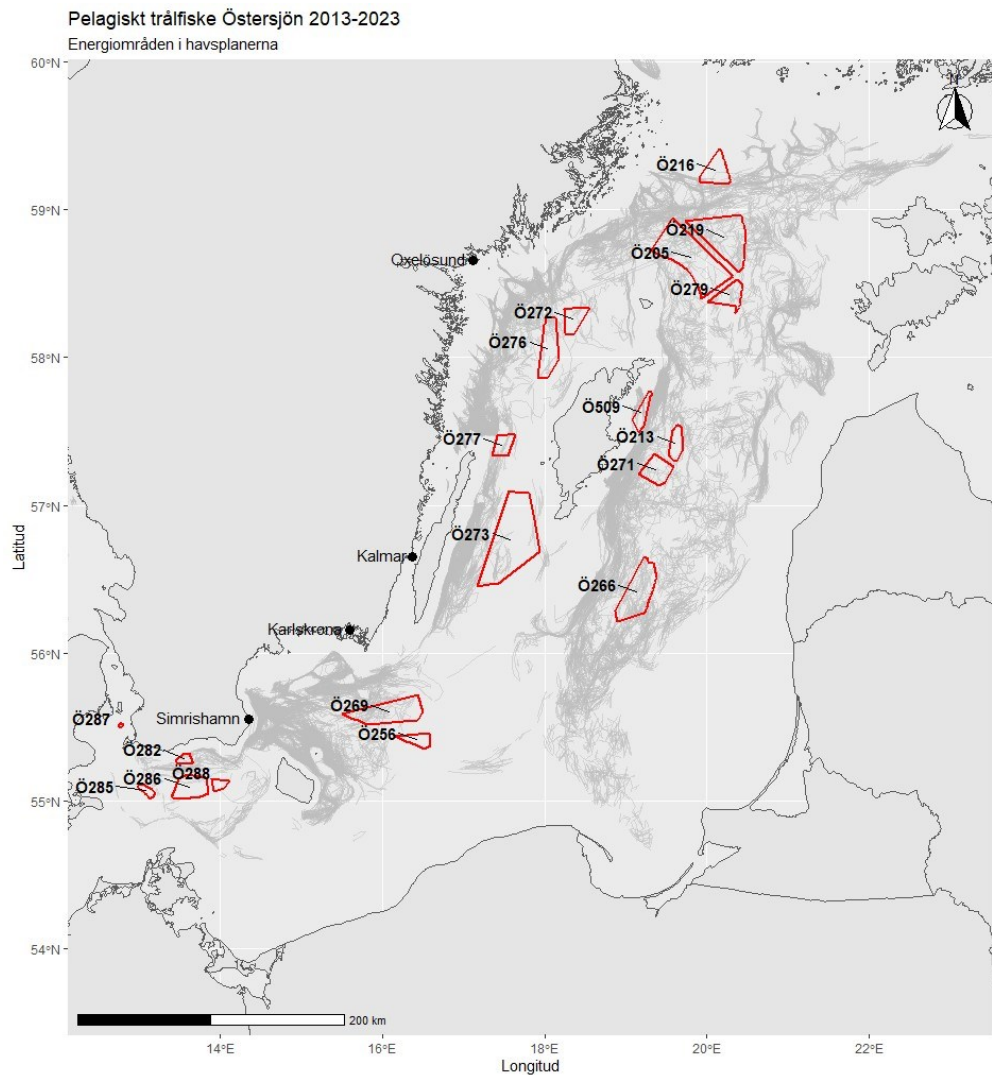 Pelagiskt trålfiske Östersjön 2013-2023
Energiområden i havsplanerna
60°N
N
Ö216
59°N
Ö219
Ö205
Oxelösund
Ö279
Ö272
Ö276
58°N
Ö509
Ö213
Ö277
Ö271
57°N
Ö273
Kalmar
Ö266
Karlskrona
56°N
Ö269
Ö287
Simrishamn
Ö256
Ö282
Ö288
Ö286
Ö285
55°N
54°N
200 km
14°E
16°E
18°E
20°E
22°E
Longitud
Latitud